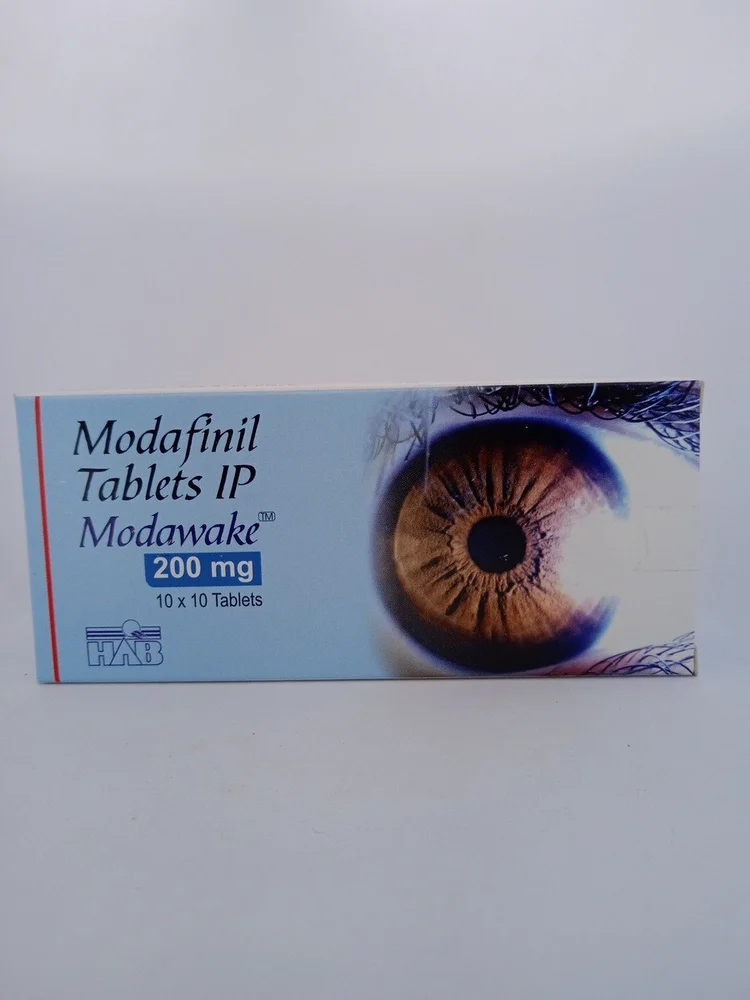 Modafinil
Tablets IP
Modawake™
200 mg
10 x 10 Tablets
HAB